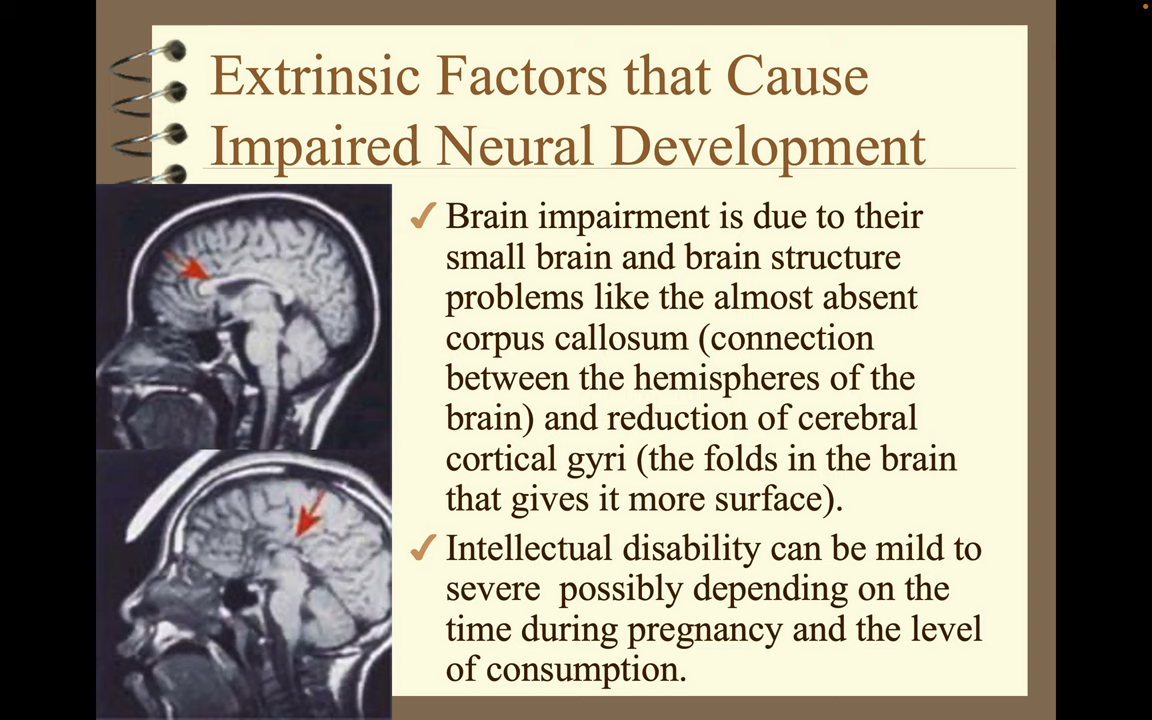 Extrinsic Factors that Cause
Impaired Neural Development
✓ Brain impairment is due to their
small brain and brain structure
problems like the almost absent
corpus callosum (connection
between the hemispheres of the
brain) and reduction of cerebral
cortical gyri (the folds in the brain
that gives it more surface).
✓ Intellectual disability can be mild to
severe  possibly depending on the
time during pregnancy and the level
of consumption.